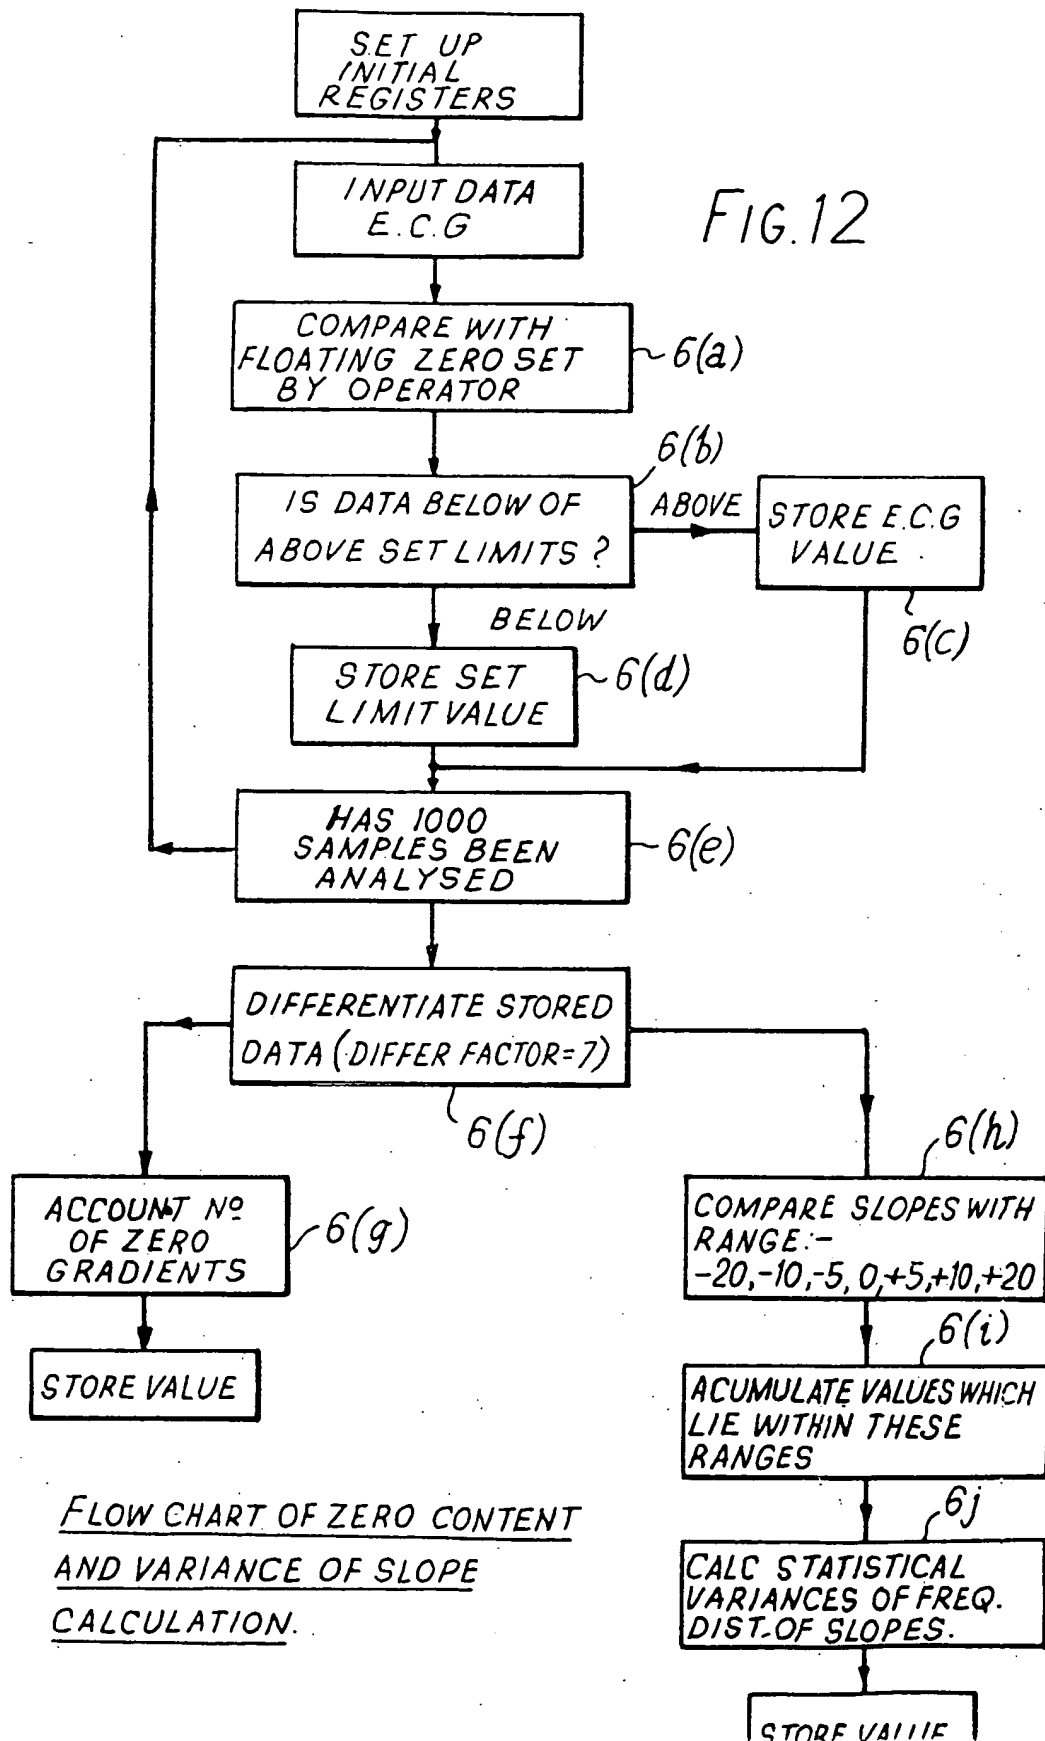 SET UP
INITIAL
REGISTERS
INPUT DATA
E.C.G
FIG.12
COMPARE WITH
FLOATING ZERO SET
BY OPERATOR
6(a)
6(b)
IS DATA BELOW OF
ABOVE SET LIMITS ?
ABOVE
STORE E.C.G
VALUE
6(c)
BELOW
STORE SET
LIMIT VALUE
6(d)
HAS 1000
SAMPLES BEEN
ANALYSED
6(e)
DIFFERENTIATE STORED
DATA (DIFFER FACTOR=7)
6(f)
ACCOUNT Nº
OF ZERO
GRADIENTS
6(g)
STORE VALUE
6(h)
COMPARE SLOPES WITH
RANGE:-
-20,-10,-5, 0,+5,+10,+20
6(i)
ACUMULATE VALUES WHICH
LIE WITHIN THESE
RANGES
6j
CALC STATISTICAL
VARIANCES OF FREQ.
DIST. OF SLOPES.
STORE VALUE
FLOW CHART OF ZERO CONTENT
AND VARIANCE OF SLOPE
CALCULATION.